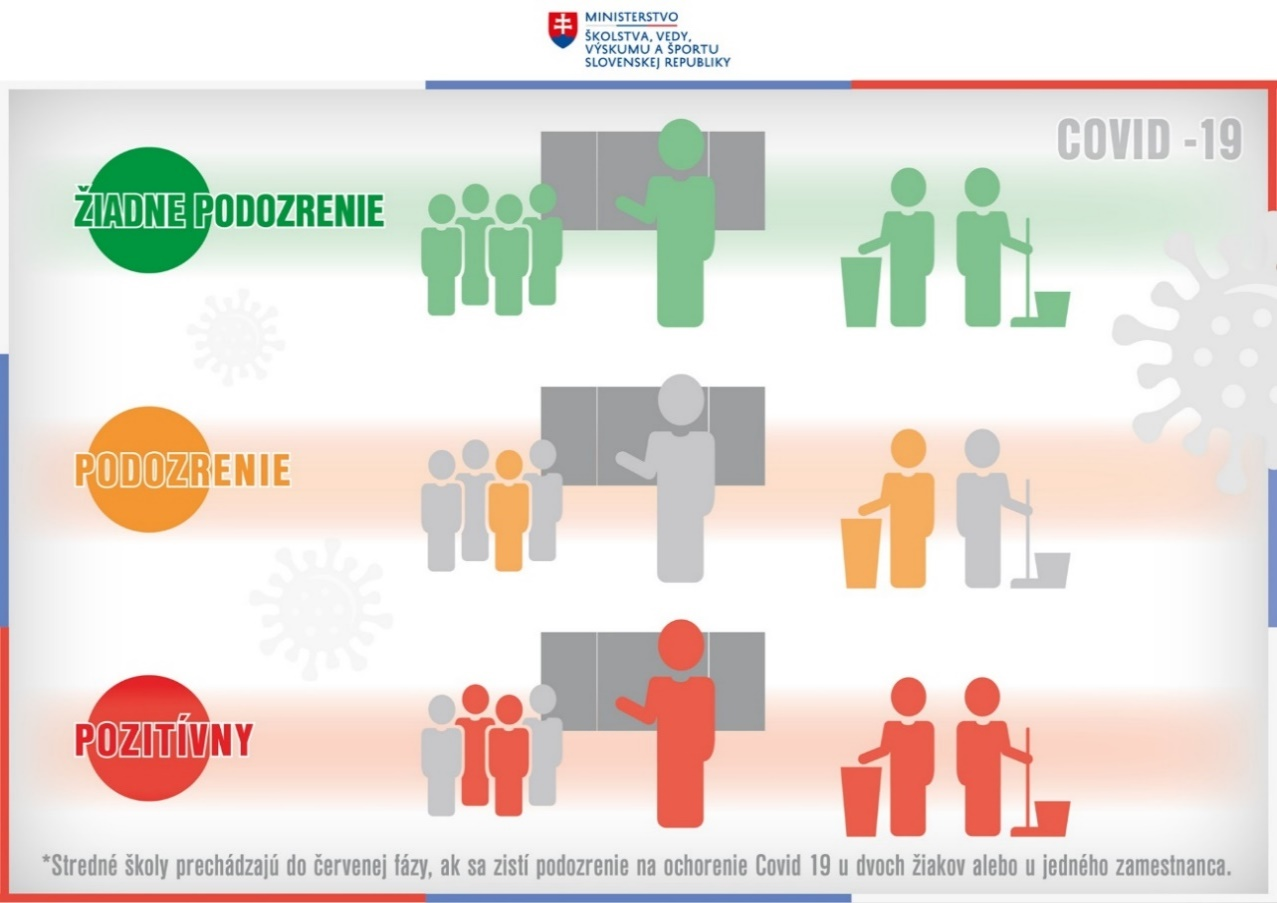 MINISTERSTVO
ŠKOLSTVA, VEDY,
VÝSKUMU A ŠPORTU
SLOVENSKEJ REPUBLIKY
COVID -19
ŽIADNE PODOZRENIE
PODOZRENIE
POZITÍVNY
*Stredné školy prechádzajú do červenej fázy, ak sa zistí podozrenie na ochorenie Covid 19 u dvoch žiakov alebo u jedného zamestnanca.